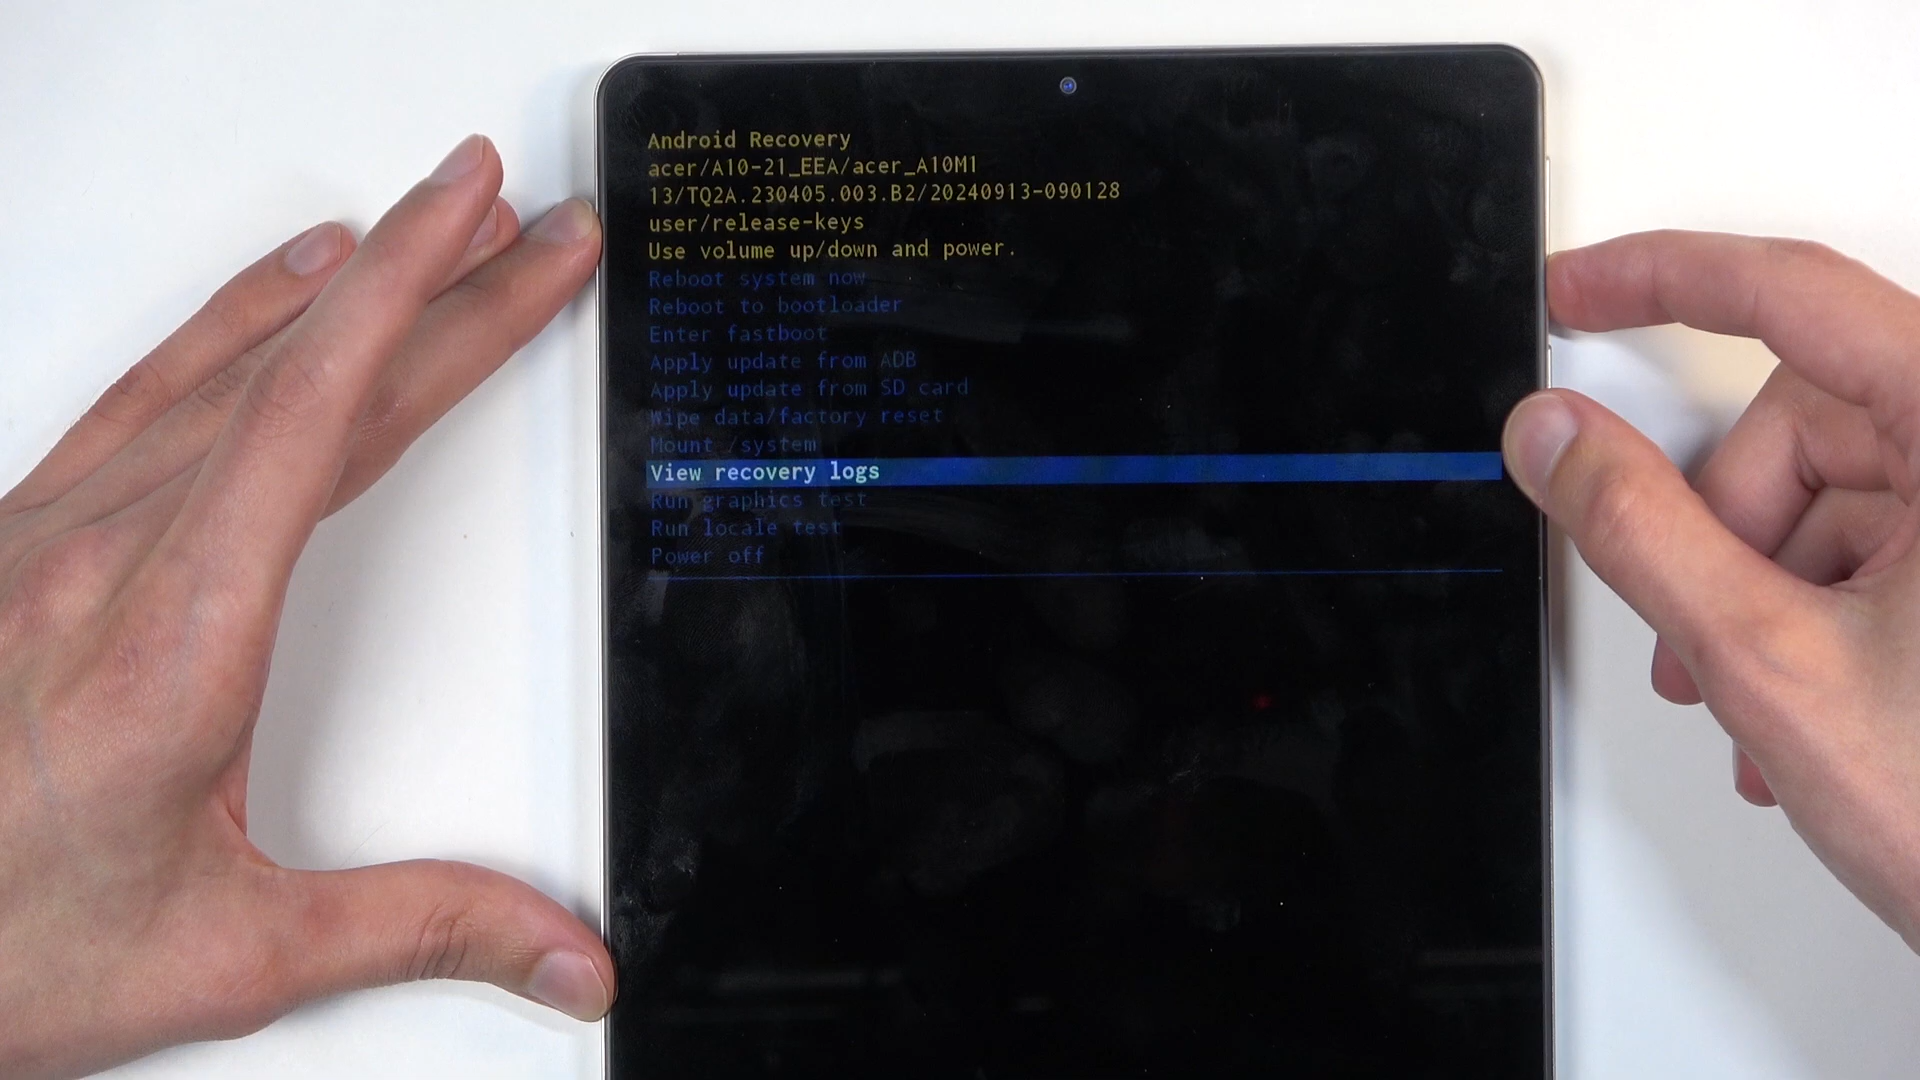 Android Recovery
acer/A10-21_EEA/acer_A10M1
13/TQ2A.230405.003.B2/20240913-090128
user/release-keys
Use volume up/down and power.
Reboot system now
Reboot to bootloader
Enter fastboot
Apply update from ADB
Apply update from SD card
Wipe data/factory reset
Mount /system
View recovery logs
Run graphics test
Run locale test
Power off